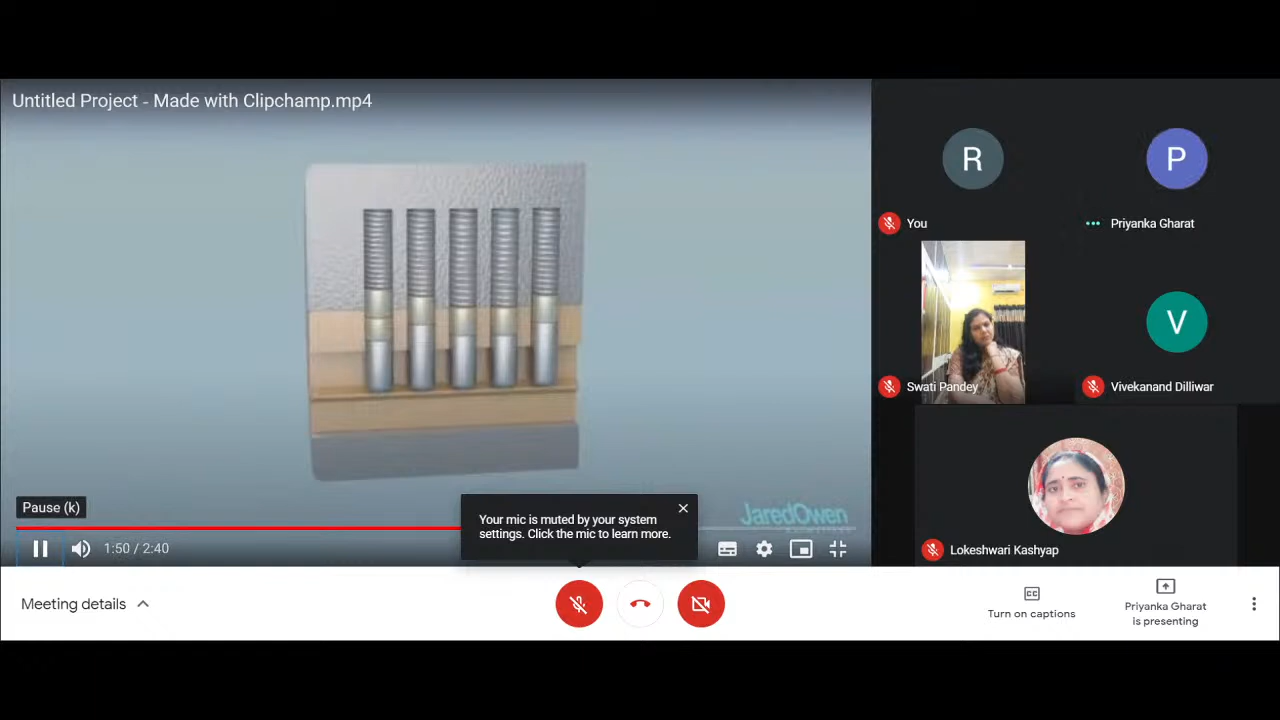 Untitled Project - Made with Clipchamp.mp4
R
P
You
Priyanka Gharat
V
Swati Pandey
Vivekanand Dilliwar
Pause (k)
JaredOwen
Your mic is muted by your system
settings. Click the mic to learn more.
1:50 / 2:40
Lokeshwari Kashyap
Meeting details
CC
Turn on captions
Priyanka Gharat
is presenting